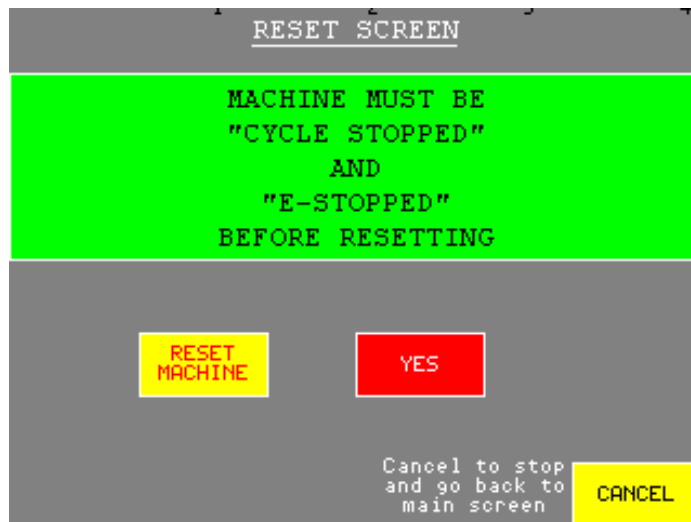 RESET SCREEN
MACHINE MUST BE
"CYCLE STOPPED"
AND
"E-STOPPED"
BEFORE RESETTING
RESET
MACHINE
YES
Cancel to stop
and go back to
main screen
CANCEL